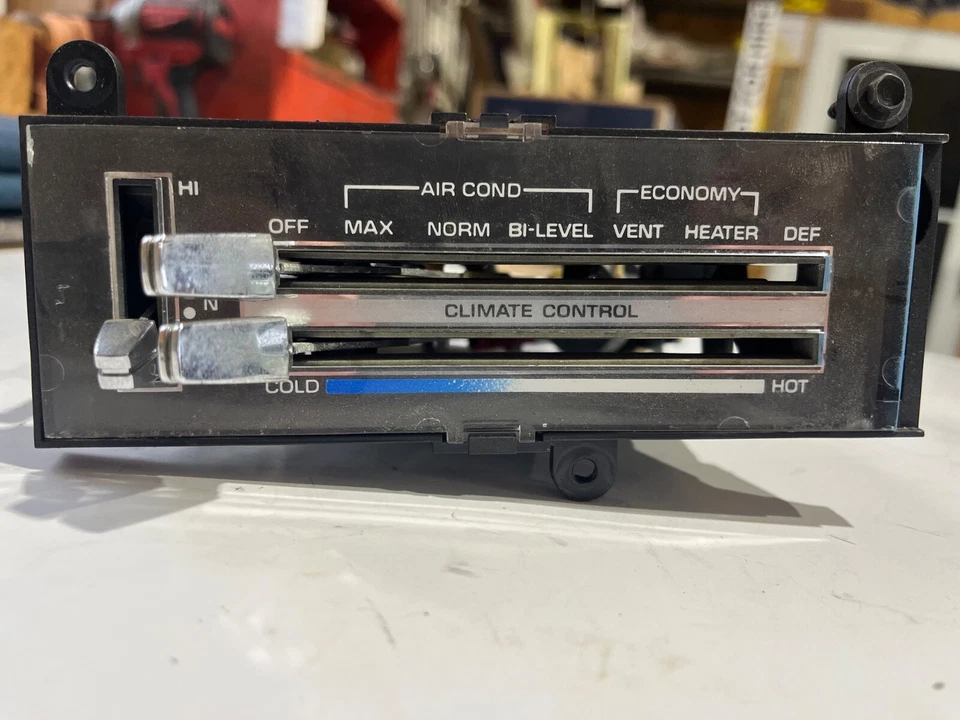 HI
AIR COND
ECONOMY
OFF MAX NORM BI-LEVEL VENT HEATER DEF
N
CLIMATE CONTROL
COLD HOT